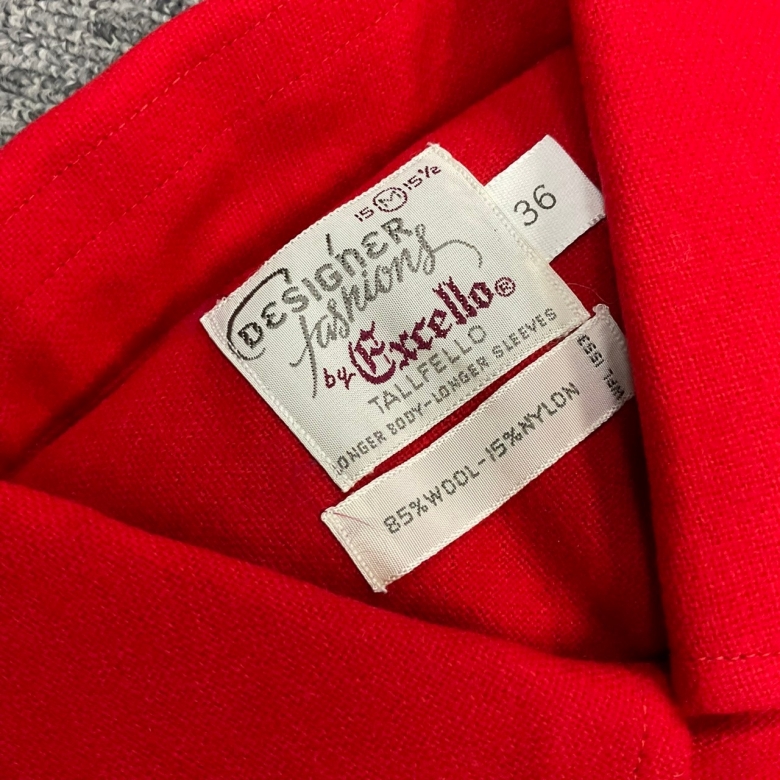 15 M 15½
36
DESIGNER
fashions
by Excello®
TALLFELLO
LONGER BODY-LONGER SLEEVES
85%WOOL-15%NYLON
WPL 1553